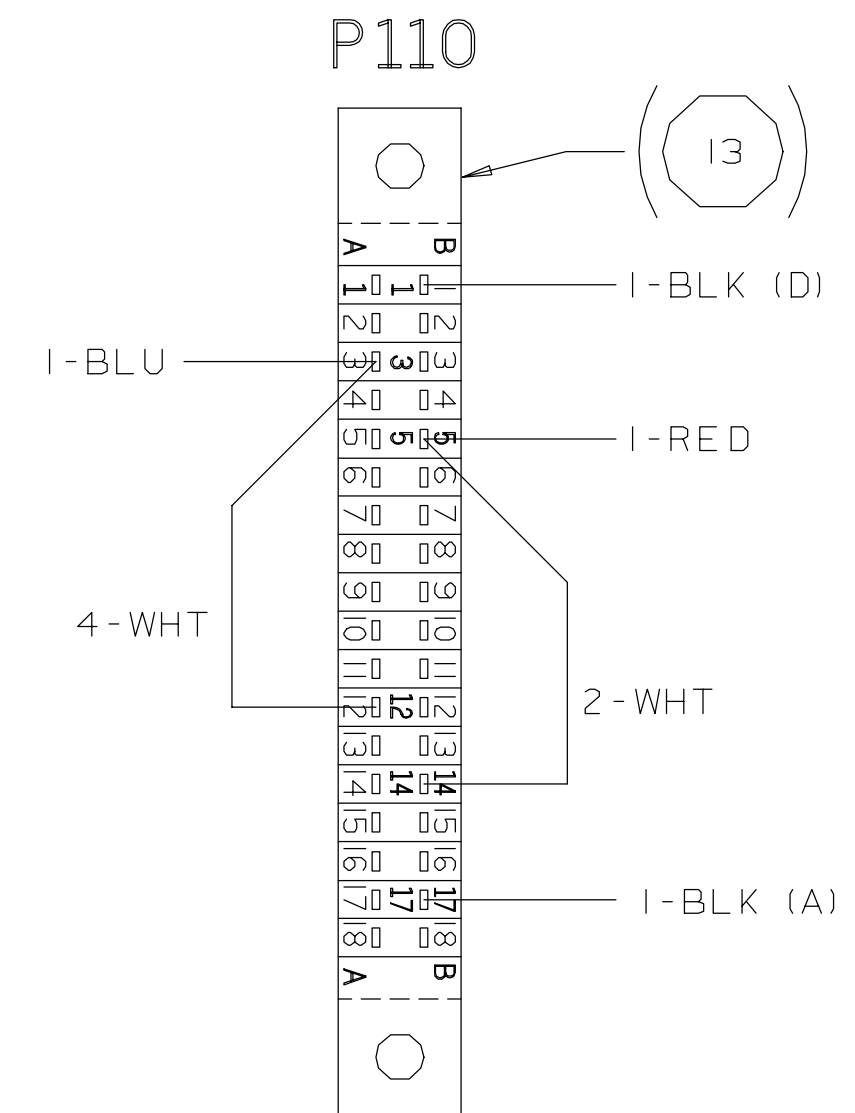 P110
13
A B
1 1 1 1-BLK (D)
2 2
1-BLU 3 3 3
4 4
5 5 5 1-RED
6 6
7 7
8 8
9 9
4-WHT 10 10
11 11
12 12 12 2-WHT
13 13
14 14 14
15 15
16 16
17 17 17 1-BLK (A)
18 18
A B